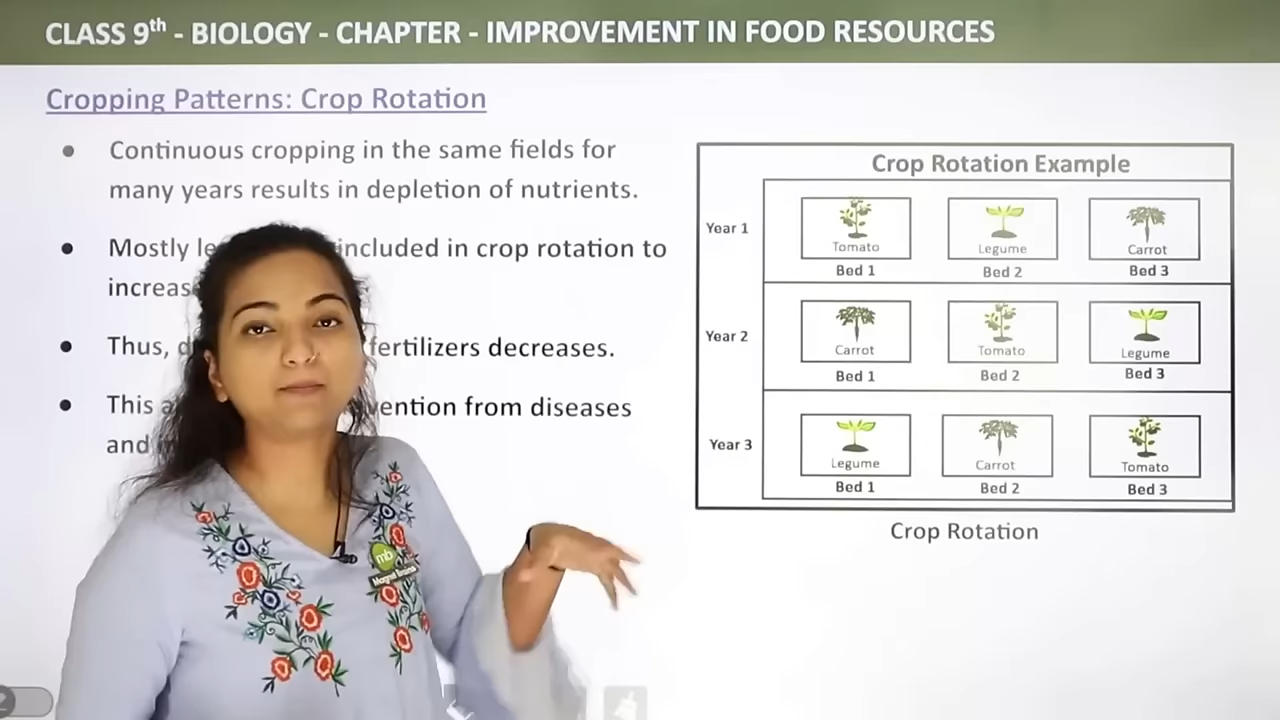 CLASS 9th - BIOLOGY - CHAPTER - IMPROVEMENT IN FOOD RESOURCES
Cropping Patterns: Crop Rotation
Continuous cropping in the same fields for
many years results in depletion of nutrients.
Mostly included in crop rotation to
Thus, fertilizers decreases.
This from diseases
and
Crop Rotation Example
Year 1
Tomato Legume Carrot
Bed 1 Bed 2 Bed 3
Year 2
Carrot Tomato Legume
Bed 1 Bed 2 Bed 3
Year 3
Legume Carrot Tomato
Bed 1 Bed 2 Bed 3
Crop Rotation
mb
Magnet Brains